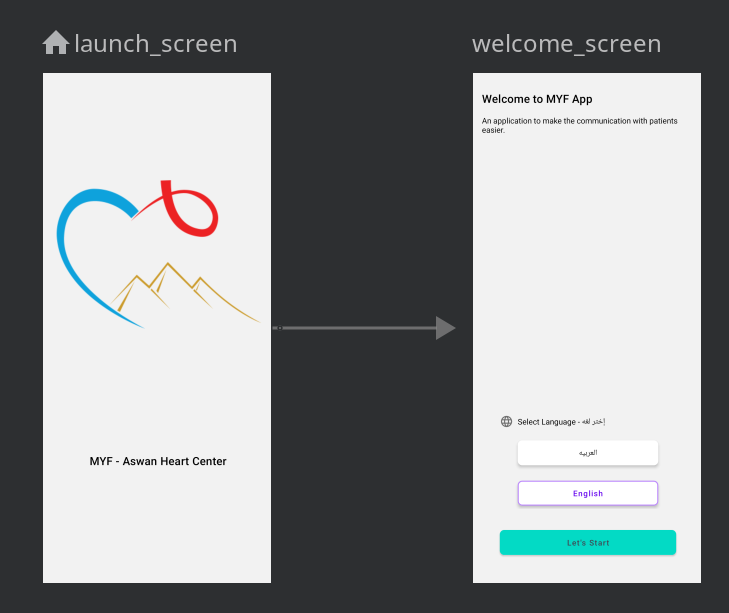 launch_screen
welcome_screen
MYF - Aswan Heart Center
Welcome to MYF App
An application to make the communication with patients
easier.
Select Language - إختر لغه
العربيه
English
Let's Start